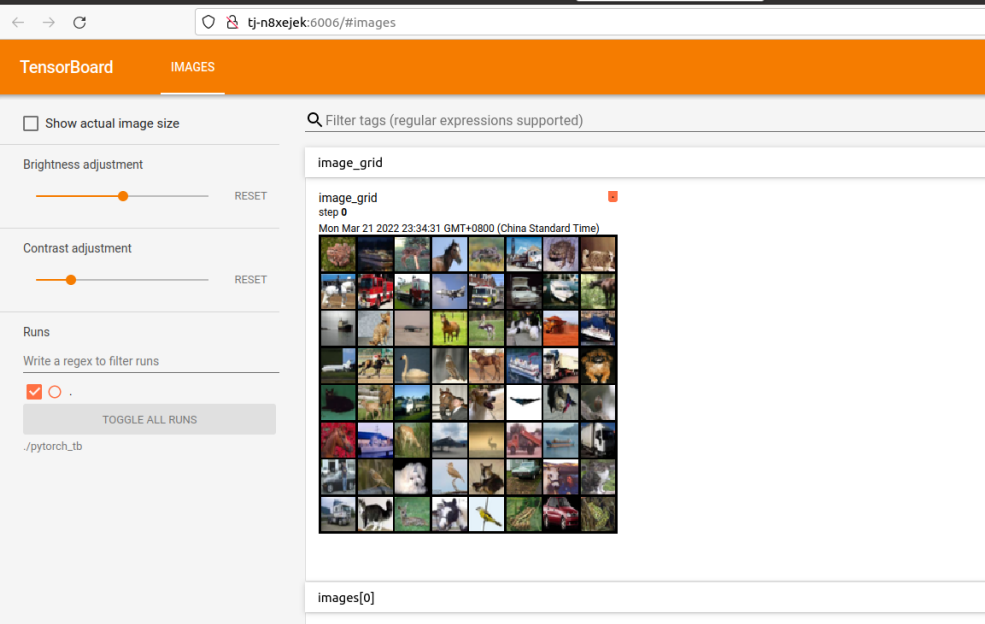 tj-n8xejek:6006/#images
TensorBoard
IMAGES
Show actual image size
Brightness adjustment
RESET
Contrast adjustment
RESET
Runs
Write a regex to filter runs
.
TOGGLE ALL RUNS
./pytorch_tb
Filter tags (regular expressions supported)
image_grid
image_grid
step 0
Mon Mar 21 2022 23:34:31 GMT+0800 (China Standard Time)
images[0]